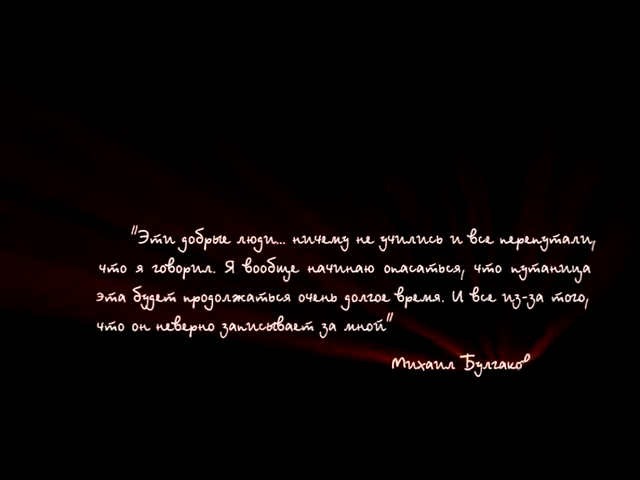 "Эти добрые люди... ничему не учились и все перепутали,
что я говорил. Я вообще начинаю опасаться, что путаница
эта будет продолжаться очень долгое время. И все из-за того,
что он неверно записывает за мной"
Михаил Булгаков